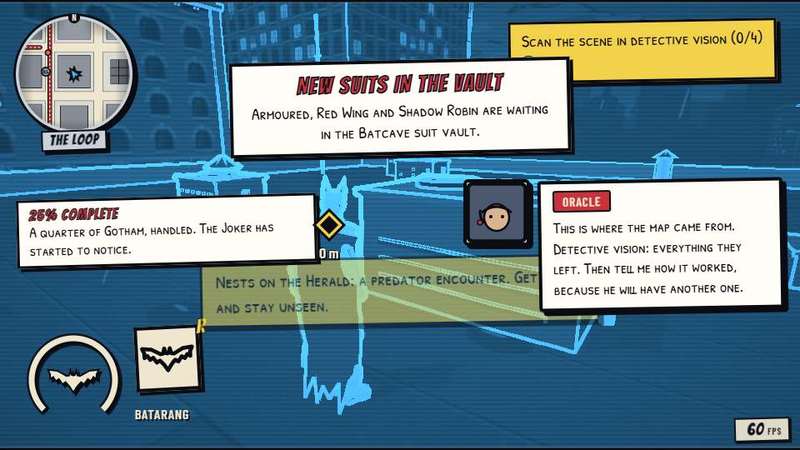 N
THE LOOP
SCAN THE SCENE IN DETECTIVE VISION (0/4)
NEW SUITS IN THE VAULT
ARMOURED, RED WING AND SHADOW ROBIN ARE WAITING
IN THE BATCAVE SUIT VAULT.
25% COMPLETE
A QUARTER OF GOTHAM, HANDLED. THE JOKER HAS
STARTED TO NOTICE.
0 m
ORACLE
THIS IS WHERE THE MAP CAME FROM.
DETECTIVE VISION: EVERYTHING THEY
LEFT. THEN TELL ME HOW IT WORKED,
BECAUSE HE WILL HAVE ANOTHER ONE.
NESTS ON THE HERALD: A PREDATOR ENCOUNTER. GET
AND STAY UNSEEN.
R
BATARANG
60 FPS